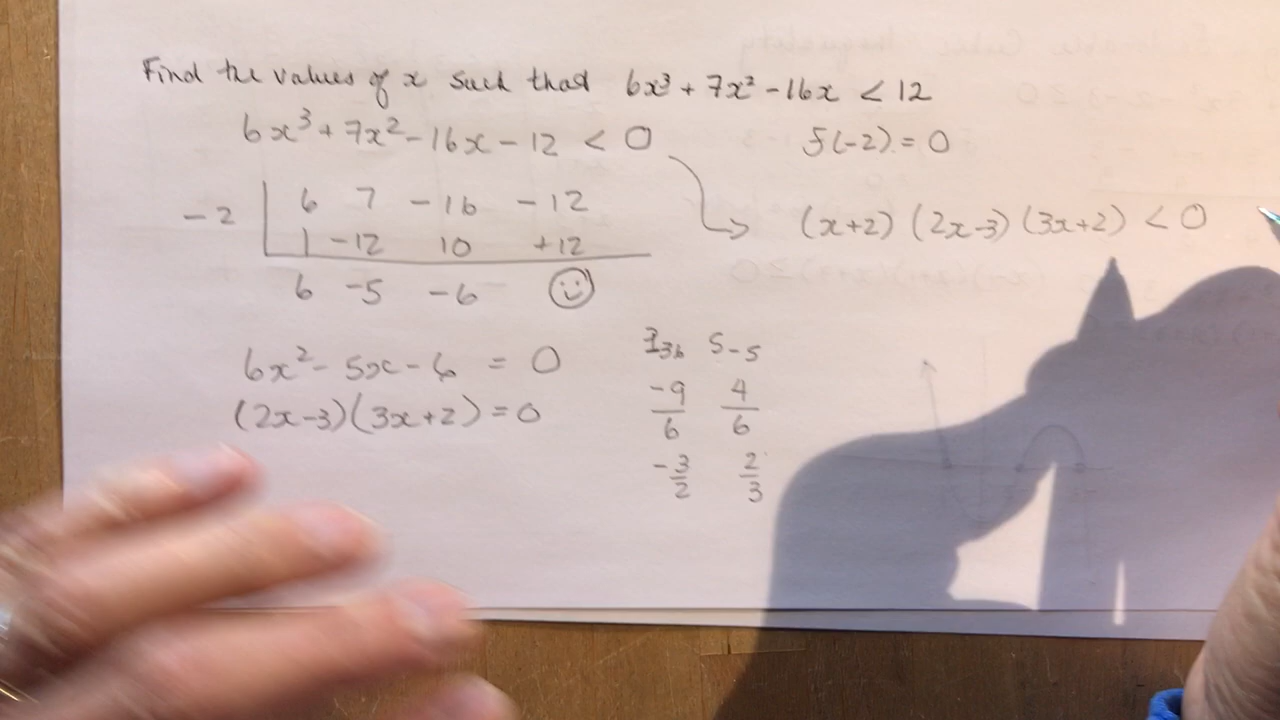 Find the values of x such that 6x³ + 7x² - 16x < 12
6x³ + 7x² - 16x - 12 < 0
f(-2) = 0
-2 | 6 7 -16 -12
↓ -12 10 +12
6 -5 -6 ☺
(x+2)(2x-3)(3x+2) < 0
6x² - 5x - 6 = 0
(2x-3)(3x+2) = 0
-36 S-5
-9/6 4/6
-3/2 2/3